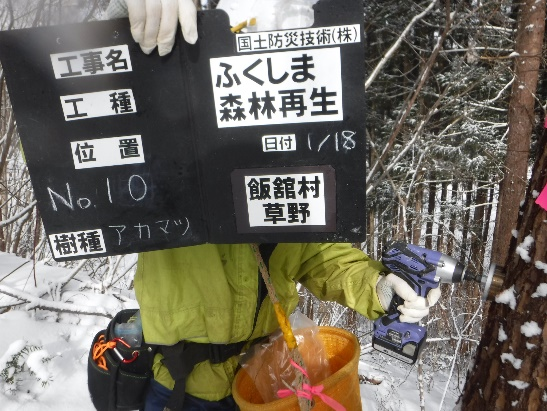 国土防災技術(株)
工事名
ふくしま
森林再生
工種
日付 1/18
位置
No.10
飯舘村
草野
樹種 アカマツ